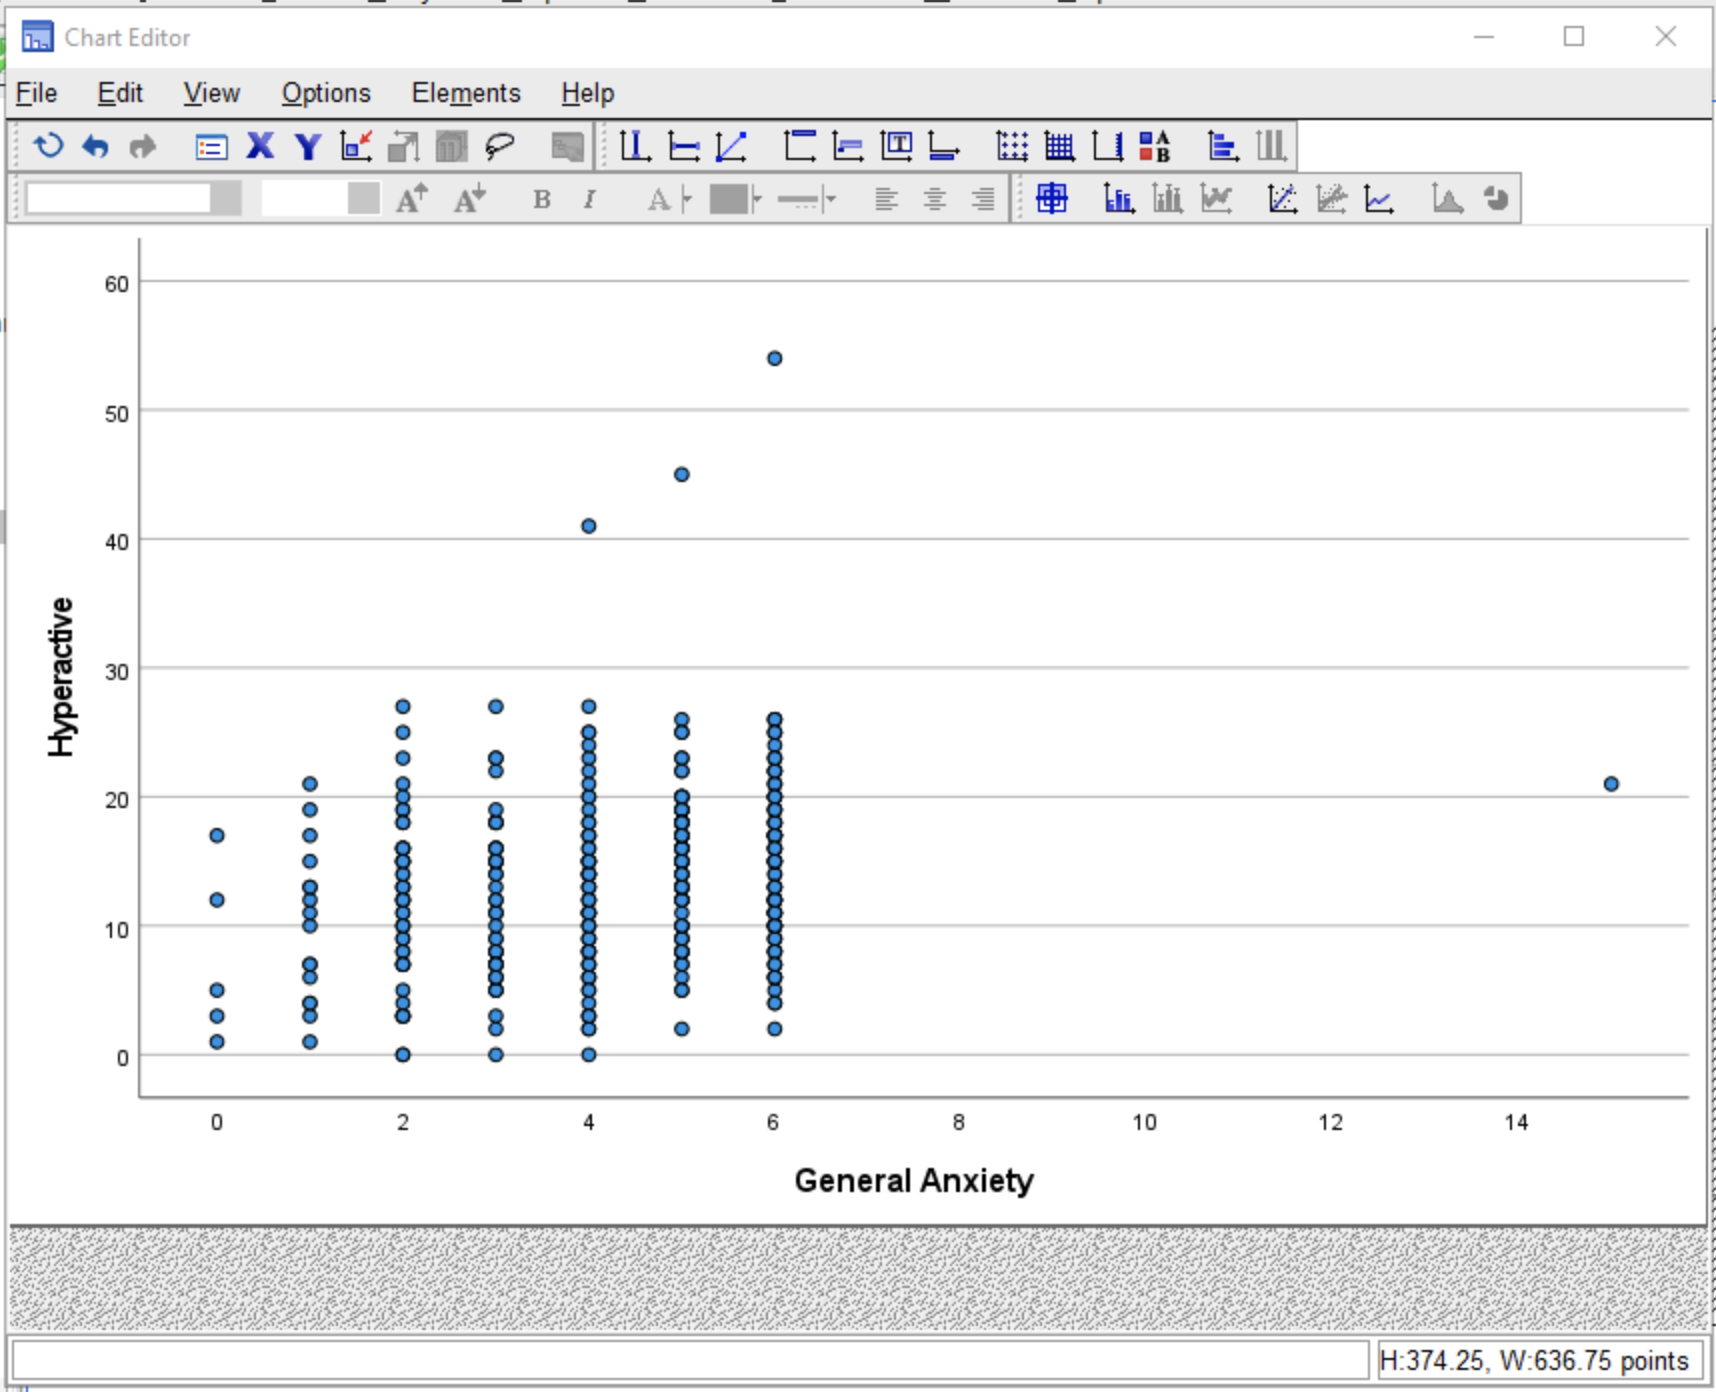 Chart Editor
File Edit View Options Elements Help
X Y T A B
A A B I A
60
50
40
30
20
10
0
Hyperactive
0 2 4 6 8 10 12 14
General Anxiety
H:374.25, W:636.75 points